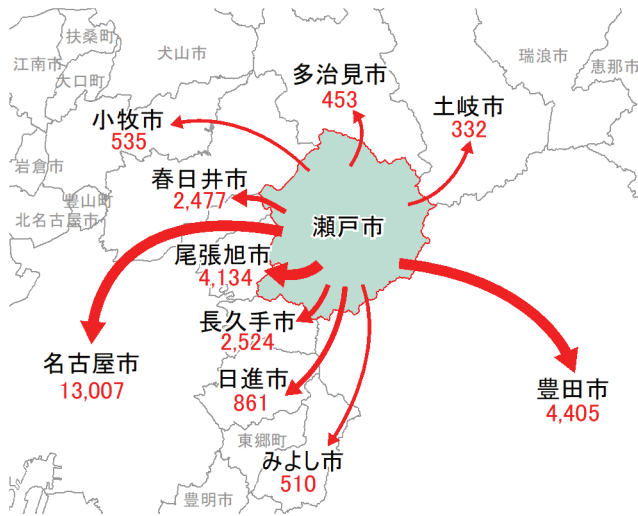 扶桑町
犬山市
江南市
大口町
瑞浪市
恵那市
多治見市
453
土岐市
332
小牧市
535
岩倉市
春日井市
2,477
豊山町
北名古屋市
瀬戸市
尾張旭市
4,134
長久手市
2,524
名古屋市
13,007
日進市
861
豊田市
4,405
東郷町
みよし市
510
豊明市